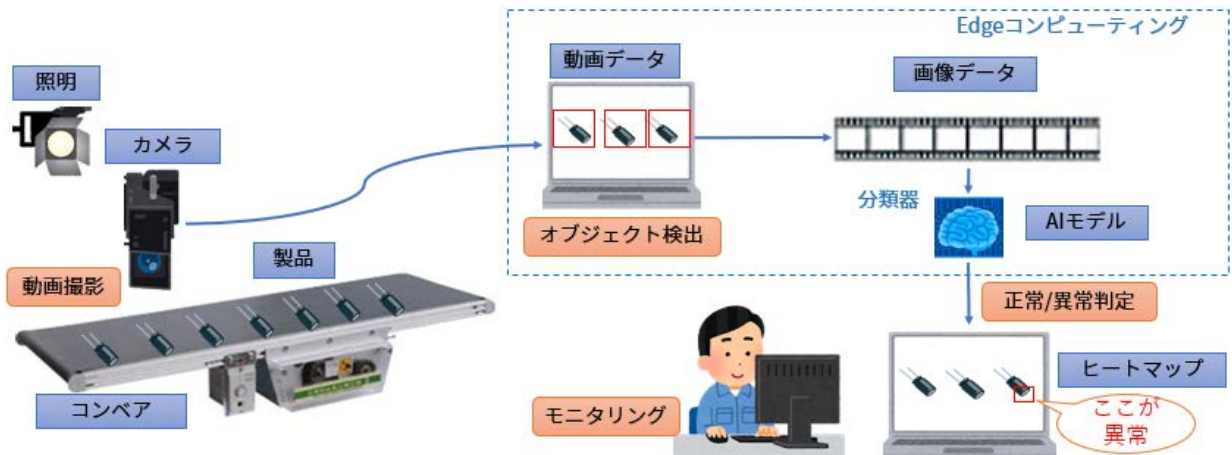 Edgeコンピューティング
照明
カメラ
動画撮影
製品
コンベア
動画データ
オブジェクト検出
画像データ
分類器
AIモデル
正常/異常判定
モニタリング
ヒートマップ
ここが
異常